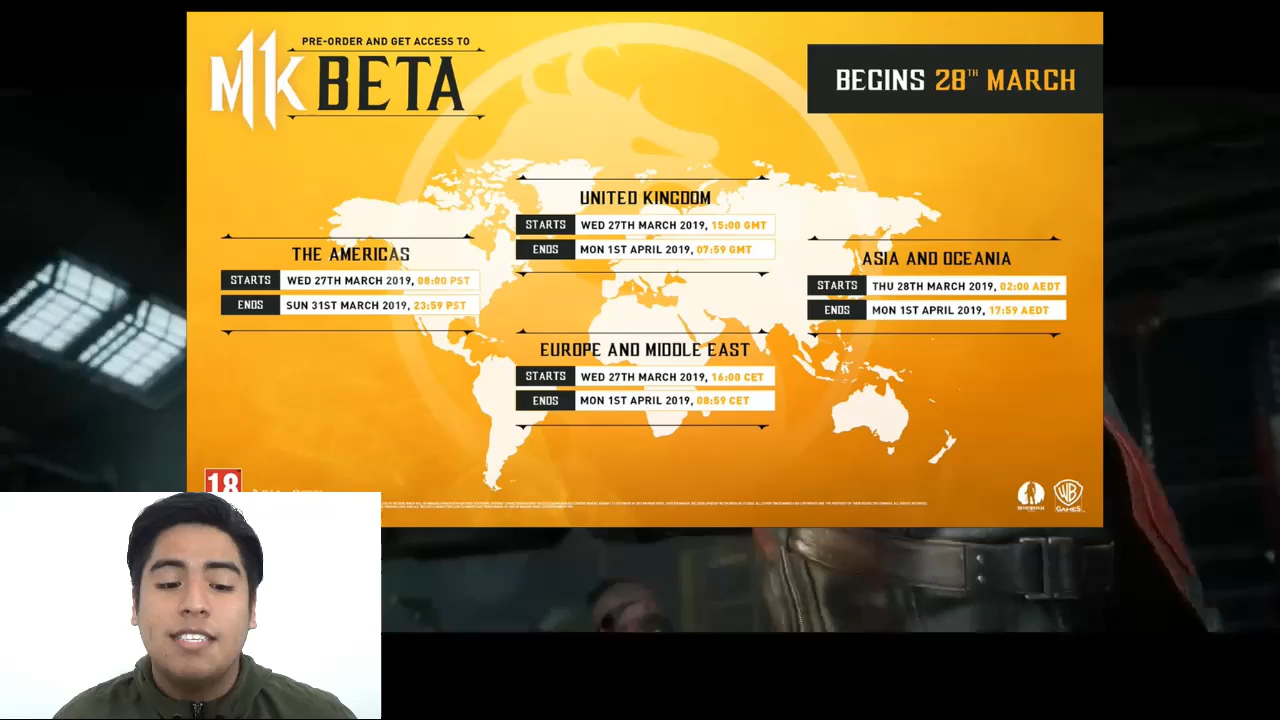 PRE-ORDER AND GET ACCESS TO
MK11 BETA
BEGINS 28TH MARCH
UNITED KINGDOM
STARTS WED 27TH MARCH 2019, 15:00 GMT
ENDS MON 1ST APRIL 2019, 07:59 GMT
THE AMERICAS
STARTS WED 27TH MARCH 2019, 08:00 PST
ENDS SUN 31ST MARCH 2019, 23:59 PST
ASIA AND OCEANIA
STARTS THU 28TH MARCH 2019, 02:00 AEDT
ENDS MON 1ST APRIL 2019, 17:59 AEDT
EUROPE AND MIDDLE EAST
STARTS WED 27TH MARCH 2019, 16:00 CET
ENDS MON 1ST APRIL 2019, 08:59 CET
18
WB
GAMES